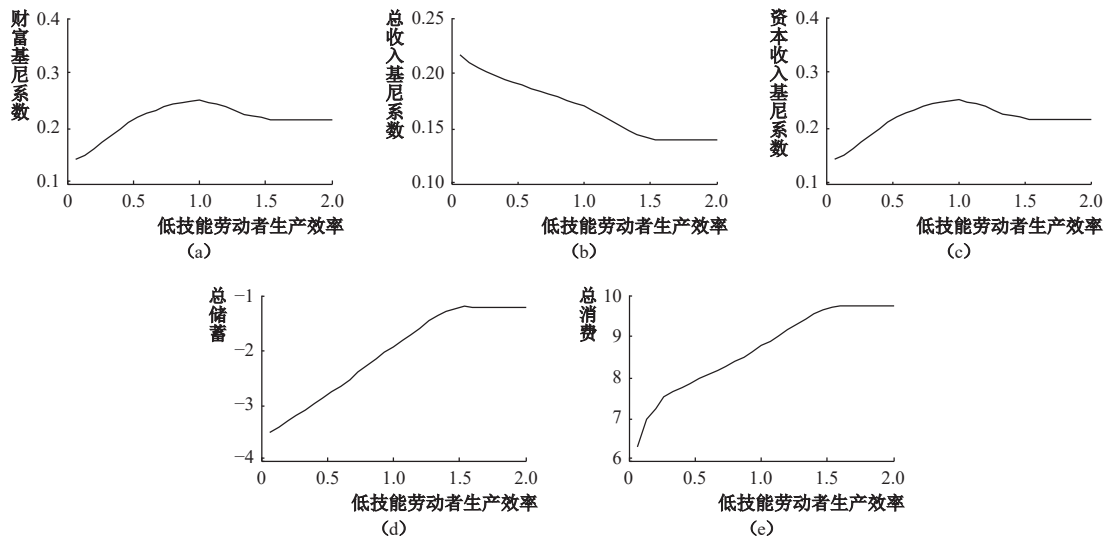 财富基尼系数
0.4
0.3
0.2
0.1
0 0.5 1.0 1.5 2.0
低技能劳动者生产效率
(a)
总收入基尼系数
0.25
0.20
0.15
0.10
0 0.5 1.0 1.5 2.0
低技能劳动者生产效率
(b)
资本收入基尼系数
0.4
0.3
0.2
0.1
0 0.5 1.0 1.5 2.0
低技能劳动者生产效率
(c)
总储蓄
−1
−2
−3
−4
0 0.5 1.0 1.5 2.0
低技能劳动者生产效率
(d)
总消费
10
9
8
7
6
0 0.5 1.0 1.5 2.0
低技能劳动者生产效率
(e)